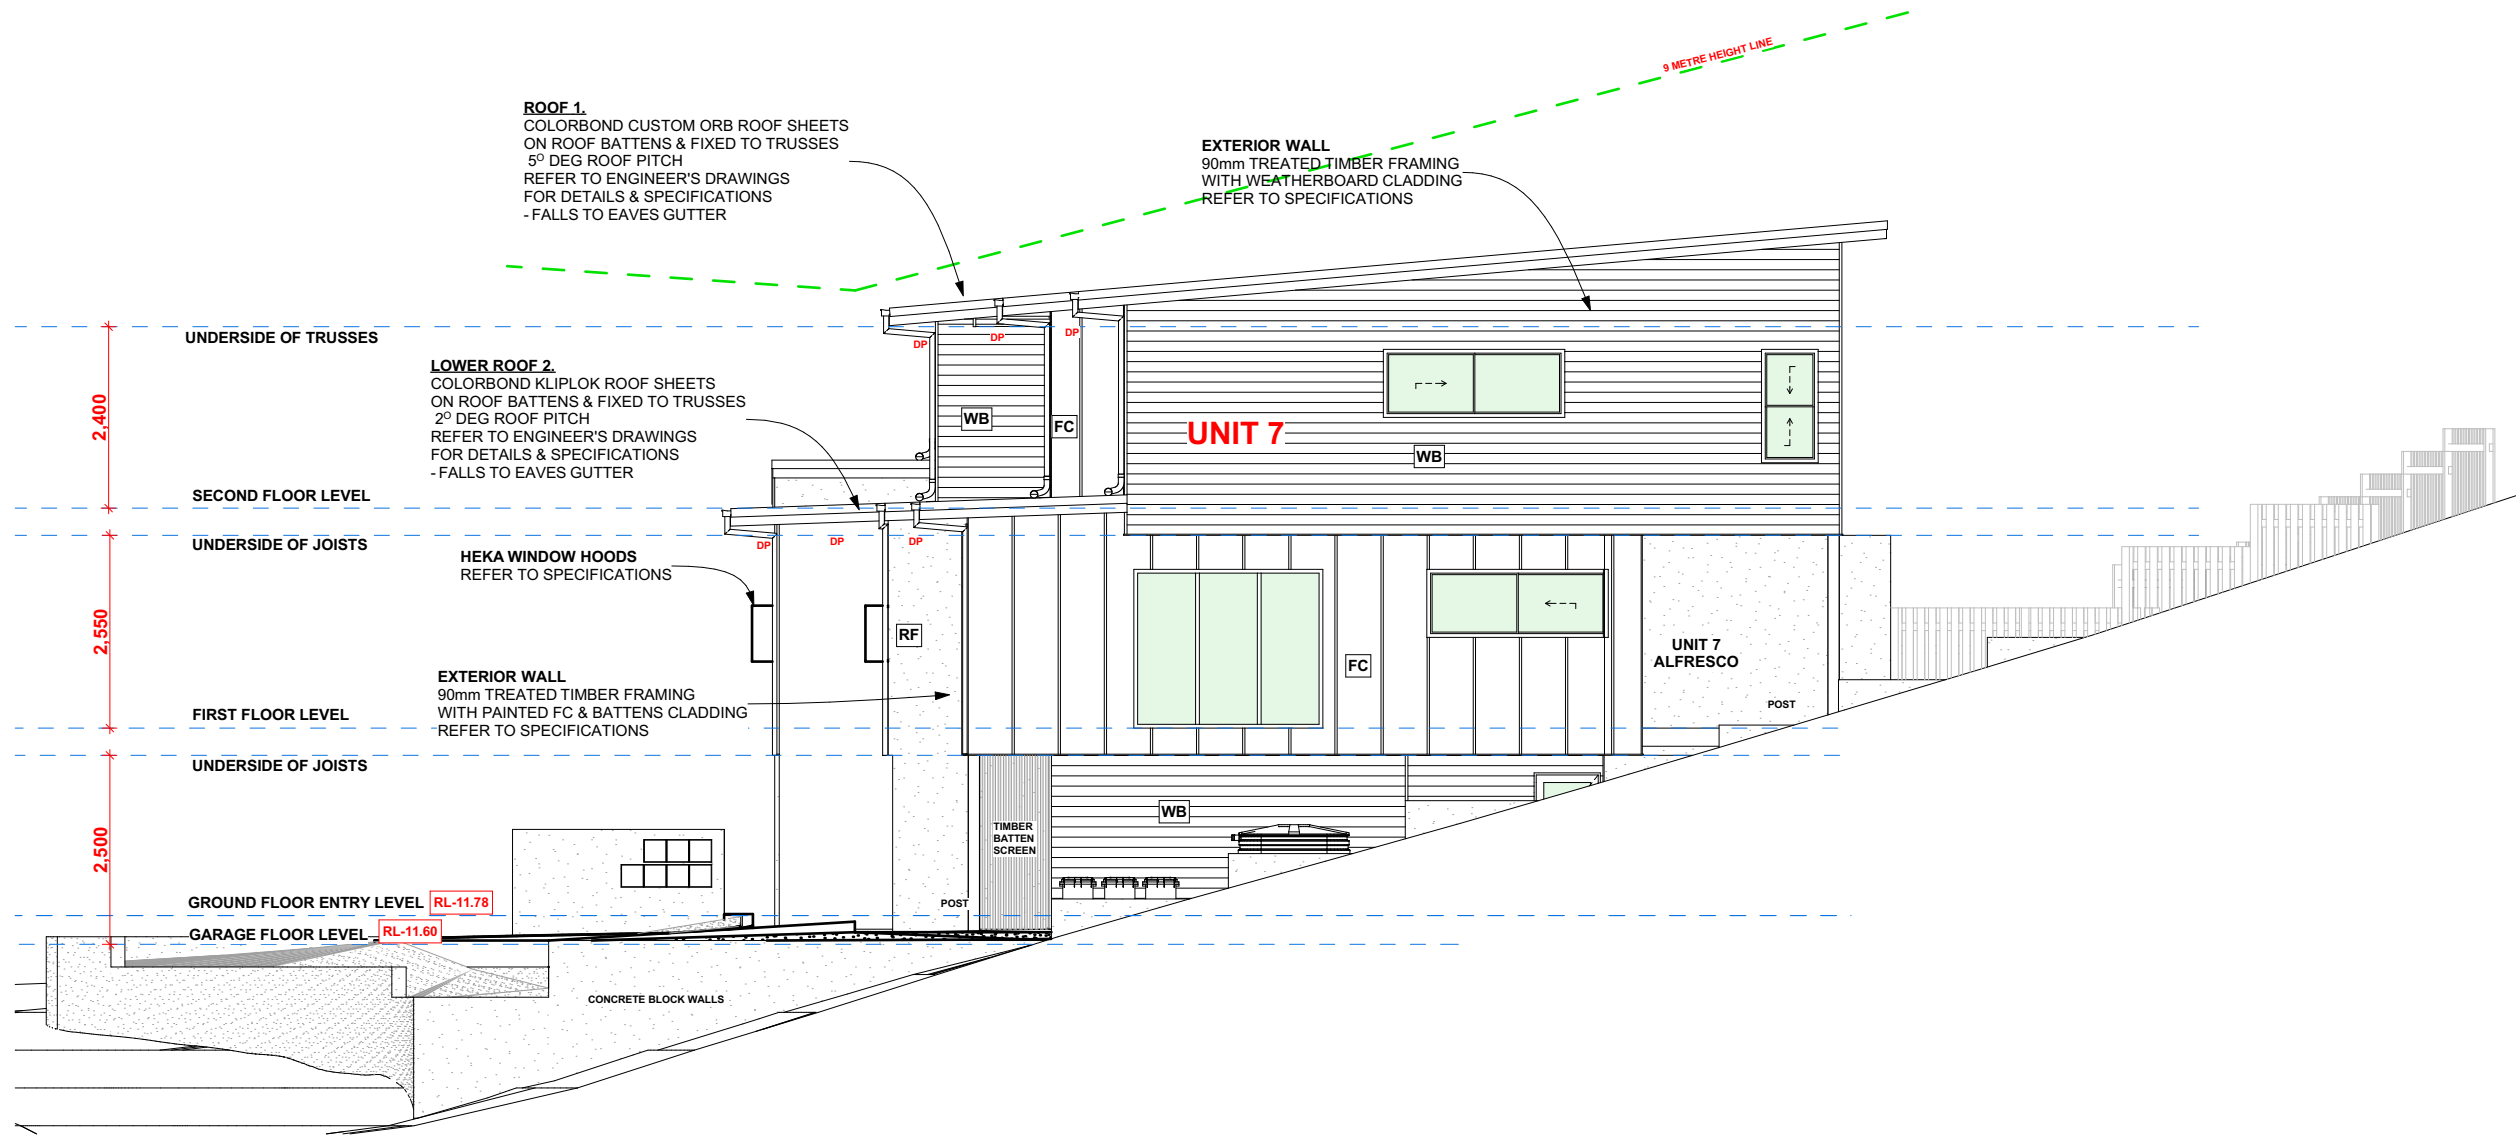 9 METRE HEIGHT LINE
ROOF 1.
COLORBOND CUSTOM ORB ROOF SHEETS
ON ROOF BATTENS & FIXED TO TRUSSES
5° DEG ROOF PITCH
REFER TO ENGINEER'S DRAWINGS
FOR DETAILS & SPECIFICATIONS
- FALLS TO EAVES GUTTER
EXTERIOR WALL
90mm TREATED TIMBER FRAMING
WITH WEATHERBOARD CLADDING
REFER TO SPECIFICATIONS
UNDERSIDE OF TRUSSES
DP
DP
DP
LOWER ROOF 2.
COLORBOND KLIPLOK ROOF SHEETS
ON ROOF BATTENS & FIXED TO TRUSSES
2° DEG ROOF PITCH
REFER TO ENGINEER'S DRAWINGS
FOR DETAILS & SPECIFICATIONS
- FALLS TO EAVES GUTTER
2,400
WB
FC
UNIT 7
WB
SECOND FLOOR LEVEL
UNDERSIDE OF JOISTS
DP
DP
DP
HEKA WINDOW HOODS
REFER TO SPECIFICATIONS
2,550
RF
FC
UNIT 7
ALFRESCO
EXTERIOR WALL
90mm TREATED TIMBER FRAMING
WITH PAINTED FC & BATTENS CLADDING
REFER TO SPECIFICATIONS
POST
FIRST FLOOR LEVEL
UNDERSIDE OF JOISTS
2,500
WB
TIMBER
BATTEN
SCREEN
GROUND FLOOR ENTRY LEVEL
RL-11.78
POST
GARAGE FLOOR LEVEL
RL-11.60
CONCRETE BLOCK WALLS